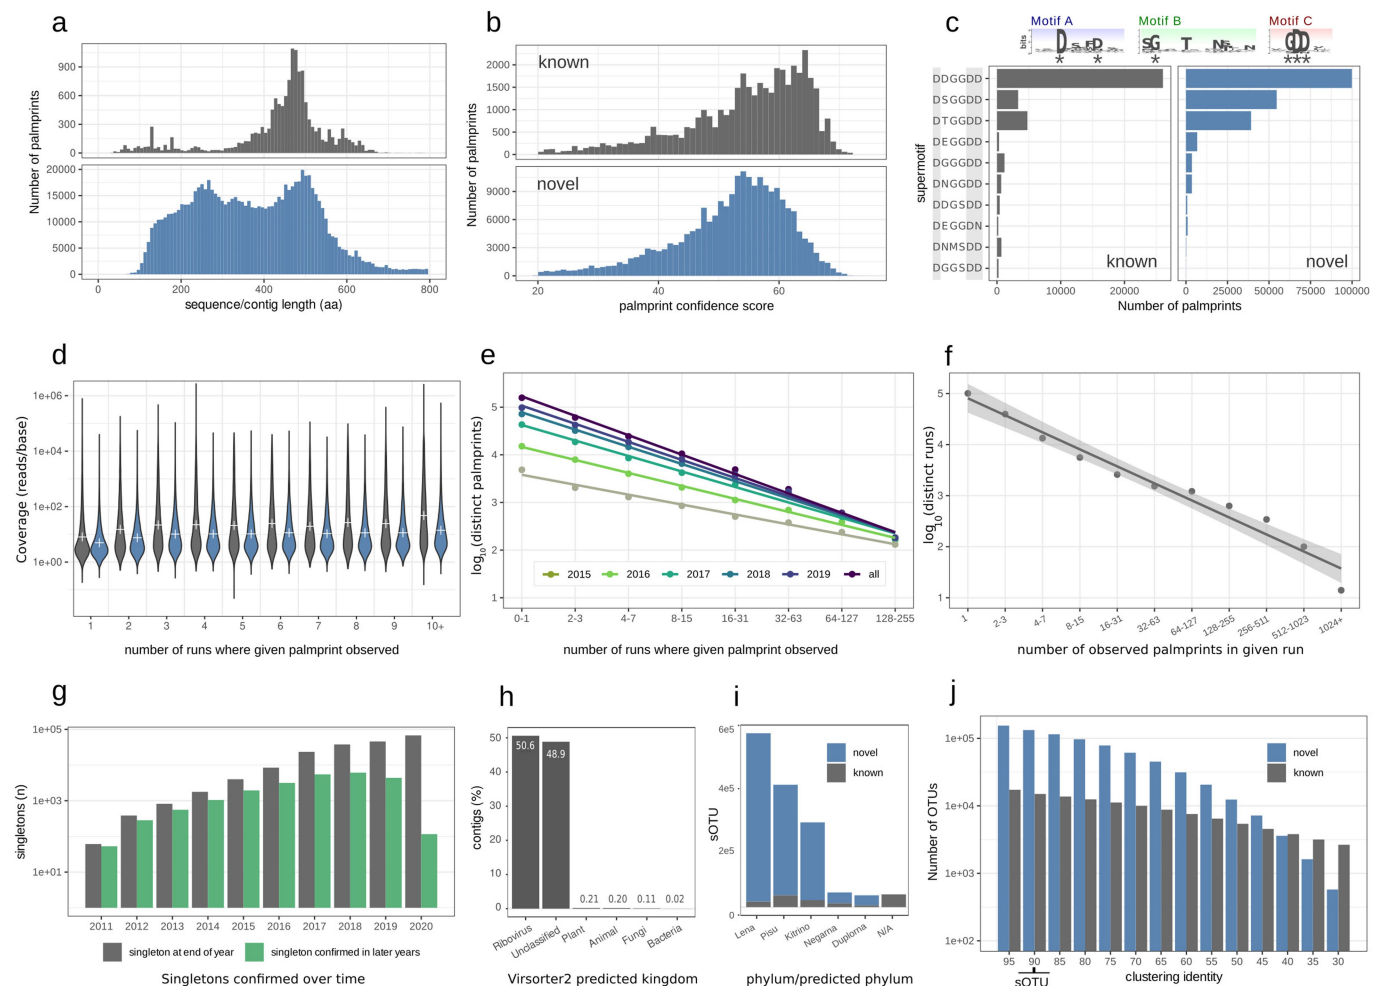 a
Number of palmprints
900
600
300
0
20000
15000
10000
5000
0
0
200
400
600
800
sequence/contig length (aa)
b
known
Number of palmprints
2000
1500
1000
500
0
novel
9000
6000
3000
0
20
40
60
palmprint confidence score
c
Motif A
Motif B
Motif C
bits
D
D
SG
T
N
GDD
* * * ***
supermotif
DDGGDD
DSGGDD
DTGGDD
DEGGDD
DGGGDD
DNGGDD
DDGSDD
DEGGDN
DNMSDD
DGGSDD
known
novel
0
10000
20000
0
25000
50000
75000
100000
Number of palmprints
d
Coverage (reads/base)
1e+06
1e+04
1e+02
1e+00
1
2
3
4
5
6
7
8
9
10+
number of runs where given palmprint observed
e
log10(distinct palmprints)
5
4
3
2
1
2015
2016
2017
2018
2019
all
0-1
2-3
4-7
8-15
16-31
32-63
64-127
128-255
number of runs where given palmprint observed
f
log10(distinct runs)
5
4
3
2
1
1
2-3
4-7
8-15
16-31
32-63
64-127
128-255
256-511
512-1023
1024+
number of observed palmprints in given run
g
singletons (n)
1e+05
1e+03
1e+01
2011
2012
2013
2014
2015
2016
2017
2018
2019
2020
singleton at end of year
singleton confirmed in later years
Singletons confirmed over time
h
contigs (%)
50
40
30
20
10
0
50.6
48.9
0.21
0.20
0.11
0.02
Ribovirus
Unclassified
Plant
Animal
Fungi
Bacteria
Virsorter2 predicted kingdom
i
sOTU
6e5
4e5
2e5
0
novel
known
Lena
Pisu
Kitrino
Negarna
Duplorna
N/A
phylum/predicted phylum
j
Number of OTUs
1e+05
1e+04
1e+03
1e+02
novel
known
95
90
85
80
75
70
65
60
55
50
45
40
35
30
sOTU
clustering identity